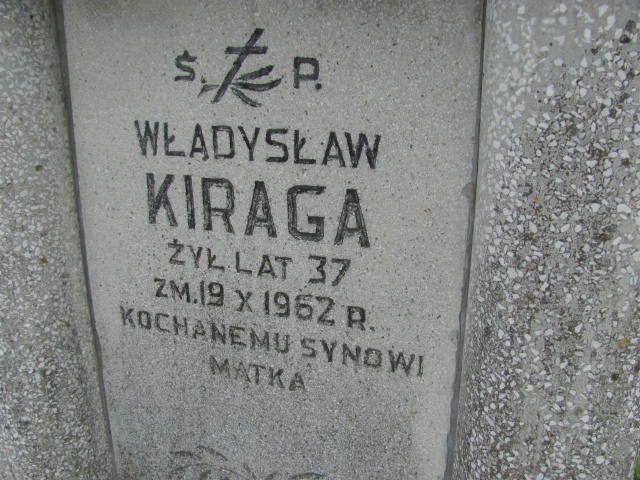 Ś. P.
WŁADYSŁAW
KIRAGA
ŻYŁ LAT 37
ZM. 19 X 1962 R.
KOCHANEMU SYNOWI
MATKA